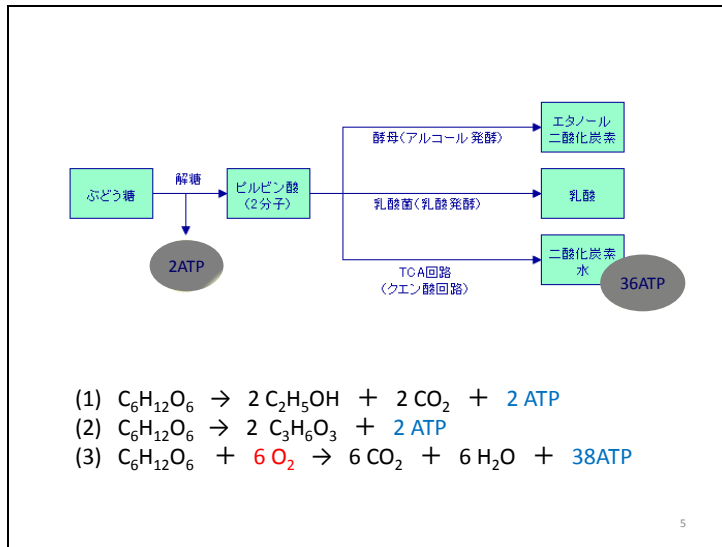 ぶどう糖
解糖
2ATP
ピルビン酸
(2分子)
酵母(アルコール発酵)
エタノール
二酸化炭素
乳酸菌(乳酸発酵)
乳酸
TCA回路
(クエン酸回路)
二酸化炭素
水
36ATP
(1) C₆H₁₂O₆ → 2 C₂H₅OH + 2 CO₂ + 2 ATP
(2) C₆H₁₂O₆ → 2 C₃H₆O₃ + 2 ATP
(3) C₆H₁₂O₆ + 6 O₂ → 6 CO₂ + 6 H₂O + 38ATP
5